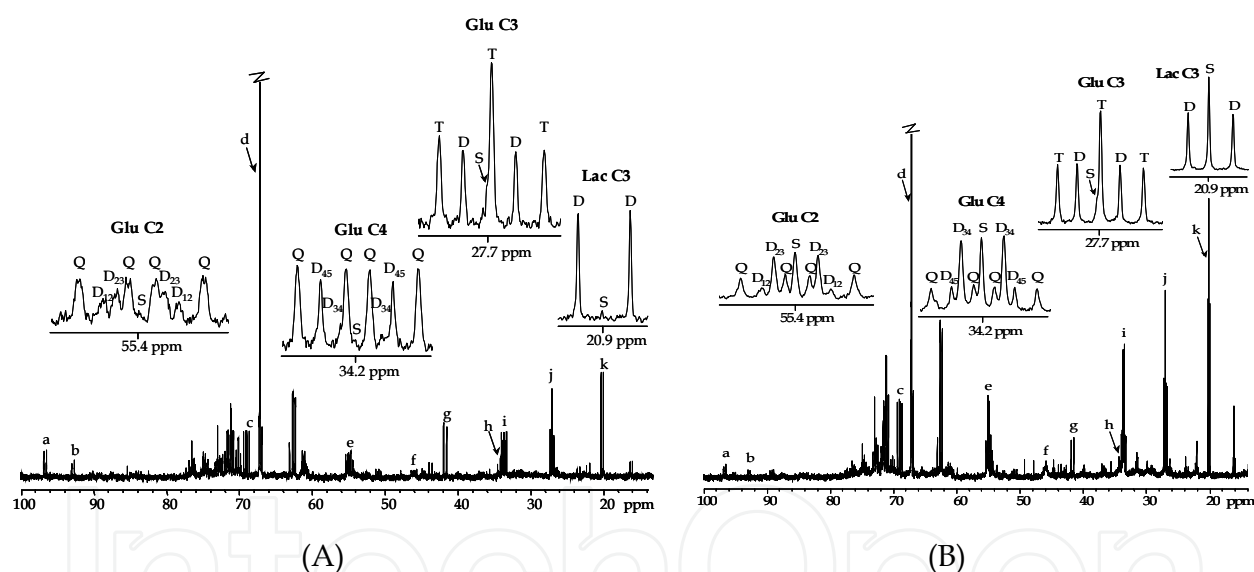 Glu C3
T
T D S D T
27.7 ppm
Lac C3
D D
S
20.9 ppm
Glu C2
Q Q Q Q
D23 D23
D12 S D12
55.4 ppm
Glu C4
Q Q Q Q
D45 D45
D34 D34
S
34.2 ppm
d
a b c e f g h i j k
100 90 80 70 60 50 40 30 20 ppm
(A)
Lac C3
S
D D
20.9 ppm
Glu C3
T
T D D T
S
27.7 ppm
Glu C2
D23 S D23
Q Q Q Q
D12 D12
55.4 ppm
Glu C4
D34 S D34
Q D45 Q Q D45 Q
34.2 ppm
d
k
j
i
a b c e f g h
100 90 80 70 60 50 40 30 20 ppm
(B)
IntechOpen